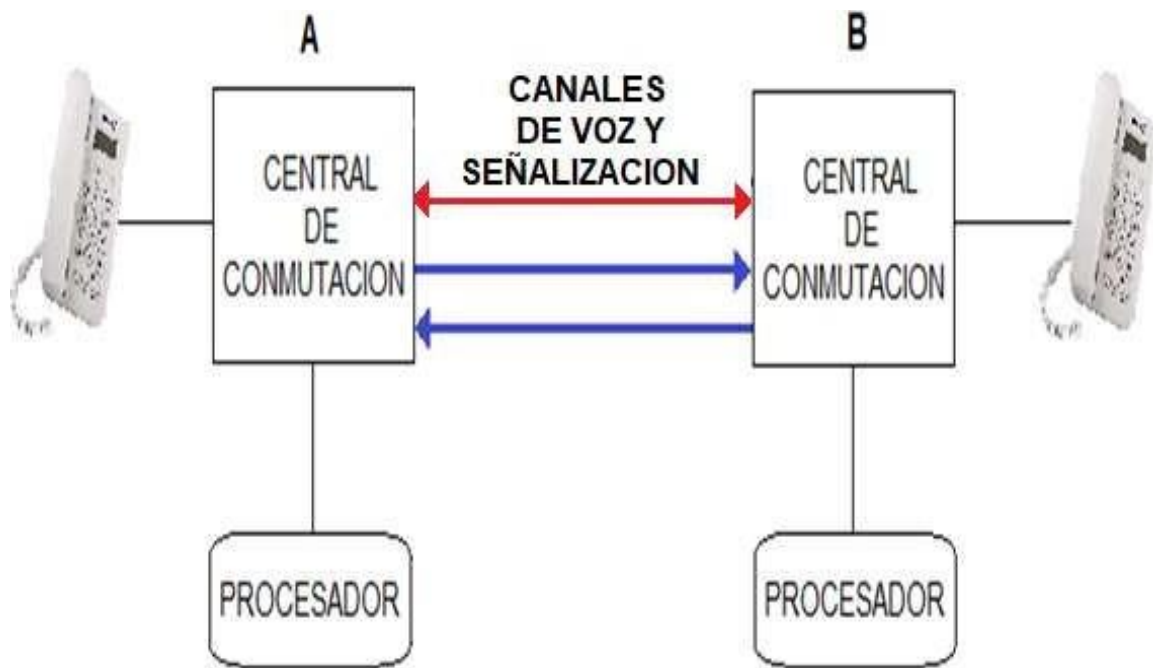 A
B
CANALES
DE VOZ Y
SEÑALIZACION
CENTRAL
DE
CONMUTACION
CENTRAL
DE
CONMUTACION
PROCESADOR
PROCESADOR